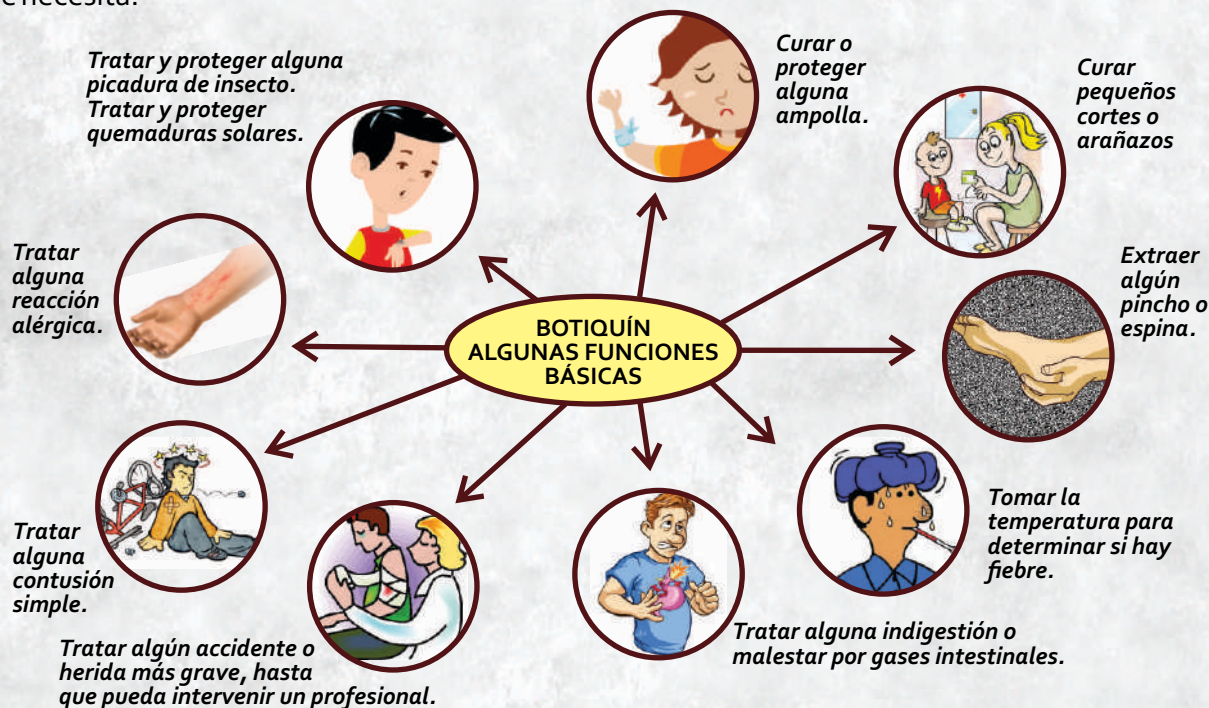 e necesita.
Tratar y proteger alguna
picadura de insecto.
Tratar y proteger
quemaduras solares.
Curar o
proteger
alguna
ampolla.
Curar
pequeños
cortes o
arañazos
Tratar
alguna
reacción
alérgica.
Extraer
algún
pincho o
espina.
BOTIQUÍN
ALGUNAS FUNCIONES
BÁSICAS
Tratar
alguna
contusión
simple.
Tomar la
temperatura para
determinar si hay
fiebre.
Tratar algún accidente o
herida más grave, hasta
que pueda intervenir un profesional.
Tratar alguna indigestión o
malestar por gases intestinales.